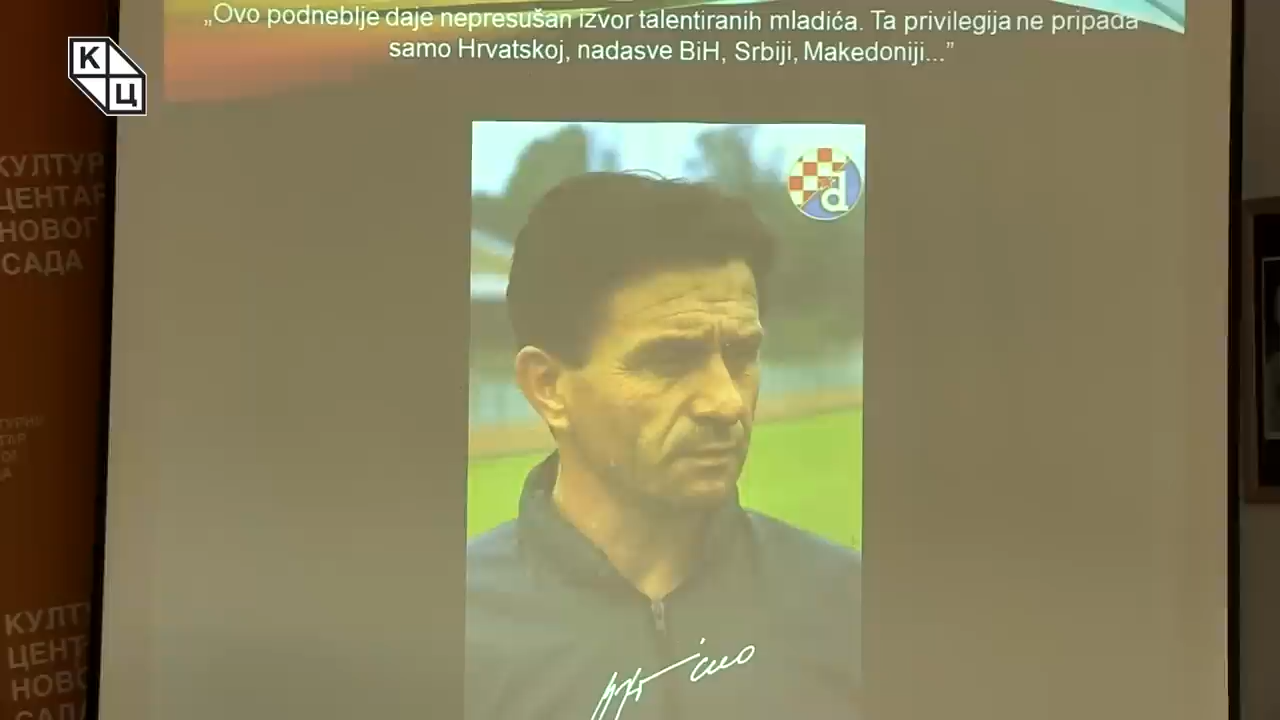 „Ovo podneblje daje nepresušan izvor talentiranih mladića. Ta privilegija ne pripada
samo Hrvatskoj, nadasve BiH, Srbiji, Makedoniji...”
К
Ц
КУЛТУР
ЦЕНТАР
НОВОГ
САДА
d
КУЛТУ
ЦЕНТ
НОВО
САДА